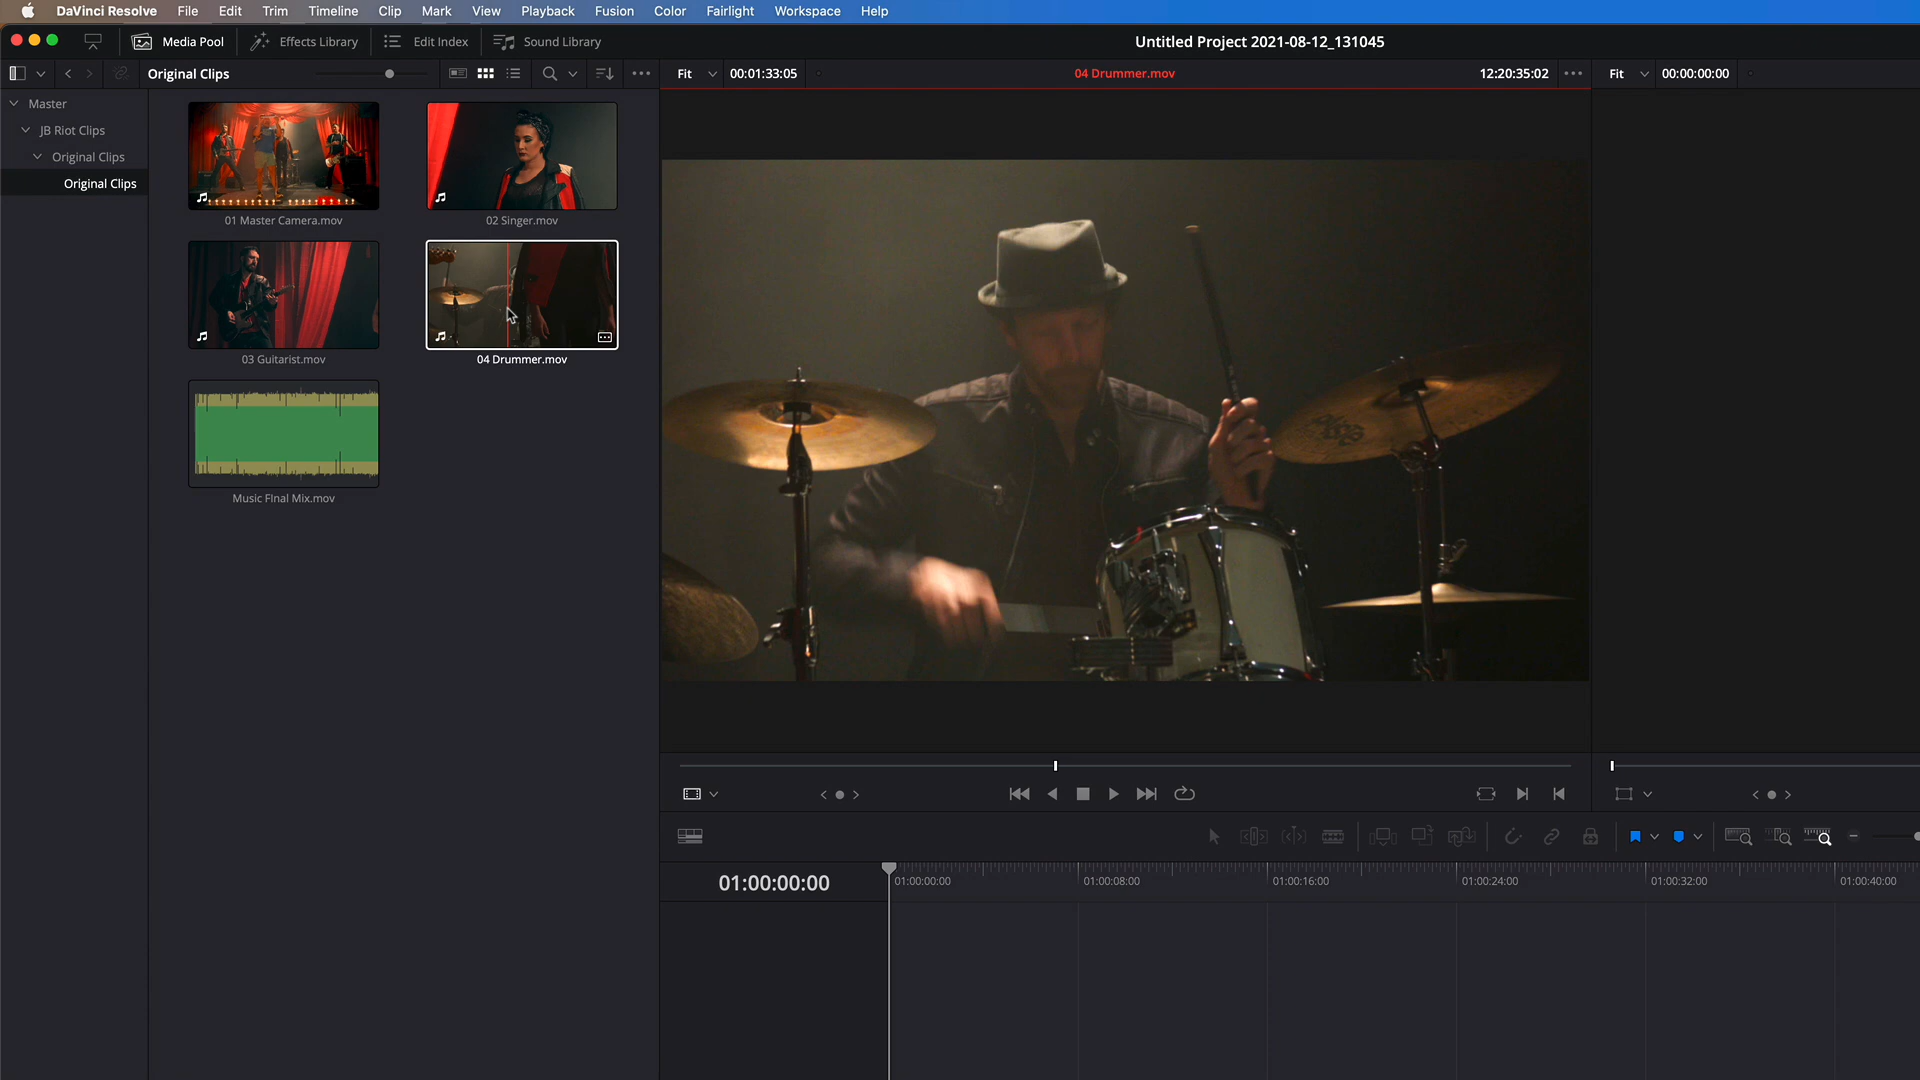 DaVinci Resolve File Edit Trim Timeline Clip Mark View Playback Fusion Color Fairlight Workspace Help
Media Pool Effects Library Edit Index Sound Library Untitled Project 2021-08-12_131045
Original Clips Fit 00:01:33:05 04 Drummer.mov 12:20:35:02 Fit 00:00:00:00
Master
JB Riot Clips
Original Clips
Original Clips
01 Master Camera.mov 02 Singer.mov
03 Guitarist.mov 04 Drummer.mov
Music FInal Mix.mov
01:00:00:00 01:00:00:00 01:00:08:00 01:00:16:00 01:00:24:00 01:00:32:00 01:00:40:00